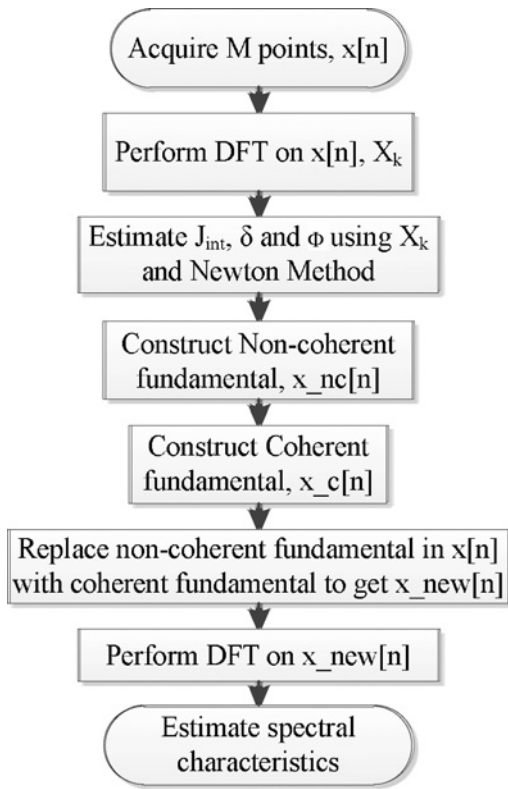 Acquire M points, x[n]
Perform DFT on x[n], Xₖ
Estimate Jᵢₙₜ, δ and Φ using Xₖ
and Newton Method
Construct Non-coherent
fundamental, x_nc[n]
Construct Coherent
fundamental, x_c[n]
Replace non-coherent fundamental in x[n]
with coherent fundamental to get x_new[n]
Perform DFT on x_new[n]
Estimate spectral
characteristics